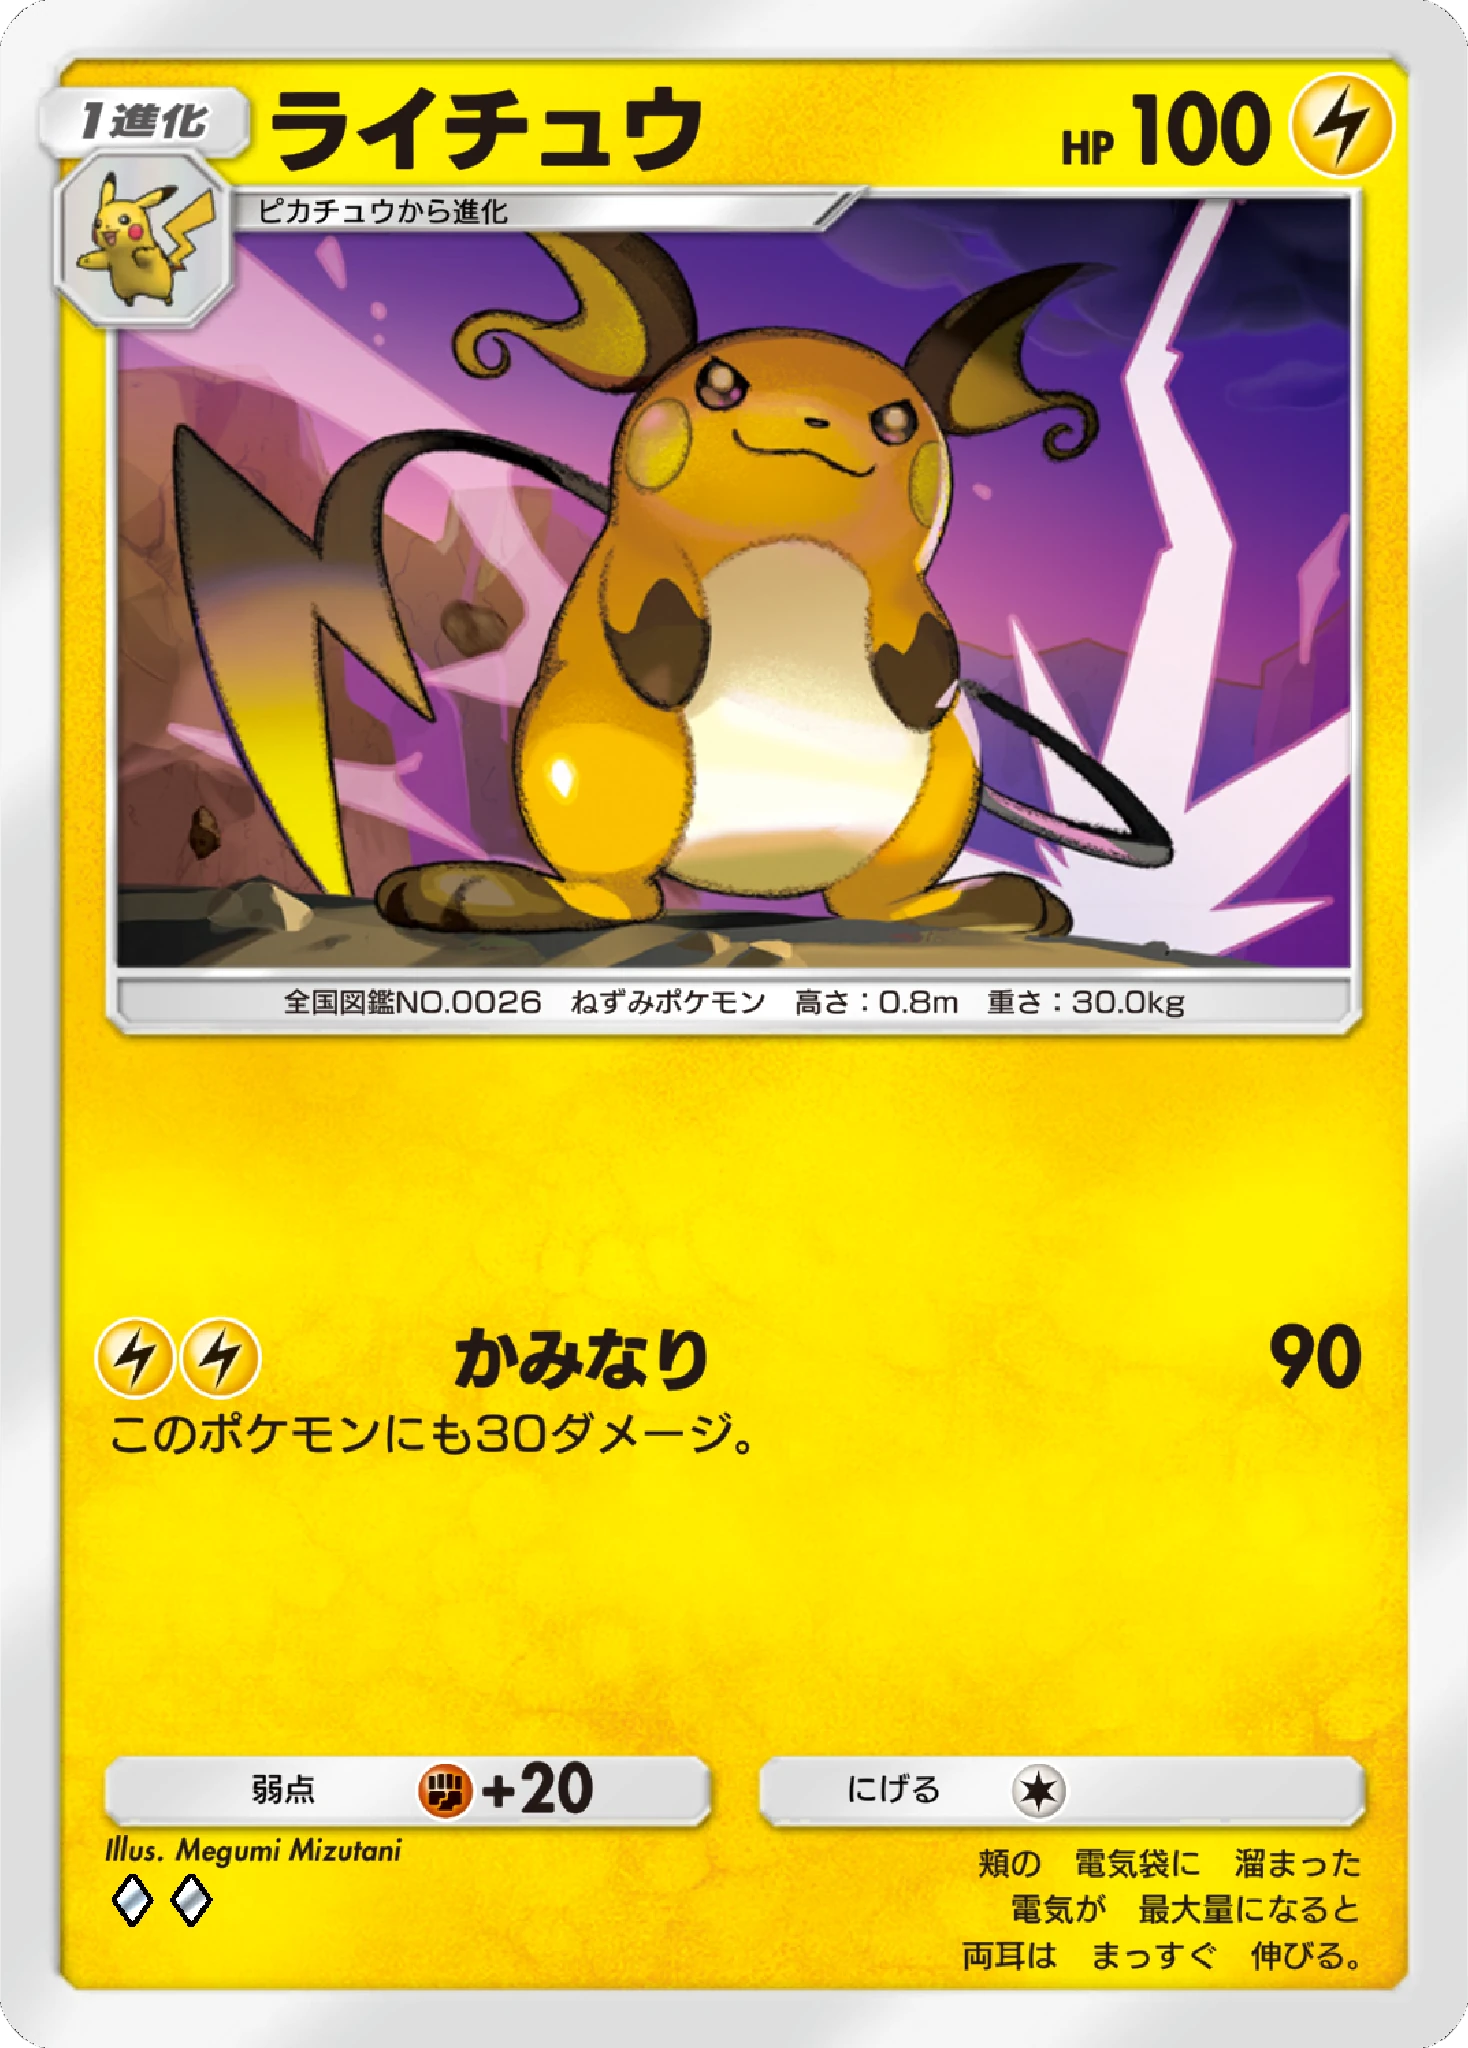 1進化
ライチュウ
HP 100
ピカチュウから進化
全国図鑑NO.0026 ねずみポケモン 高さ：0.8m 重さ：30.0kg
かみなり 90
このポケモンにも30ダメージ。
弱点 +20
にげる
Illus. Megumi Mizutani
頬の 電気袋に 溜まった
電気が 最大量になると
両耳は まっすぐ 伸びる。